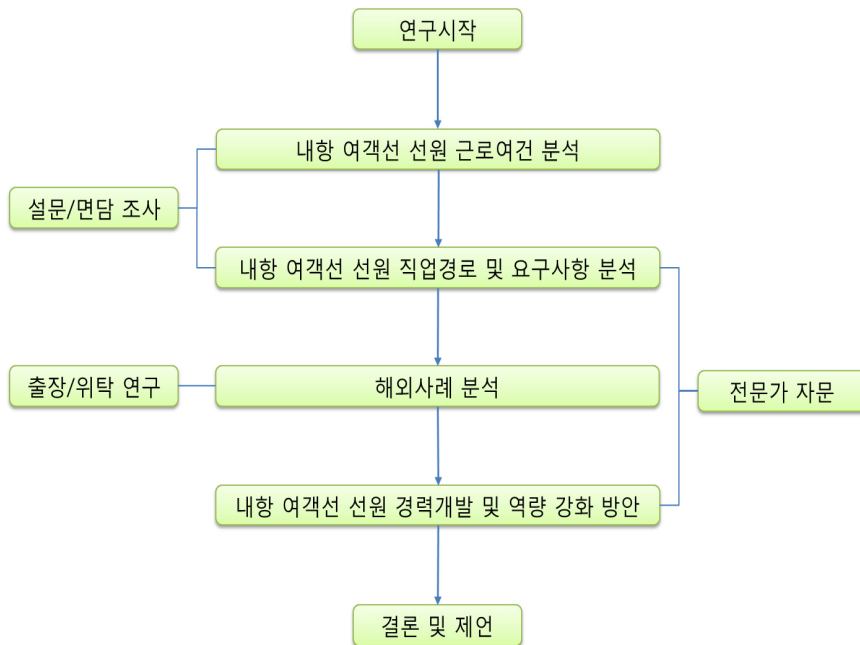 연구시작
내항 여객선 선원 근로여건 분석
설문/면담 조사
내항 여객선 선원 직업경로 및 요구사항 분석
출장/위탁 연구
해외사례 분석
전문가 자문
내항 여객선 선원 경력개발 및 역량 강화 방안
결론 및 제언